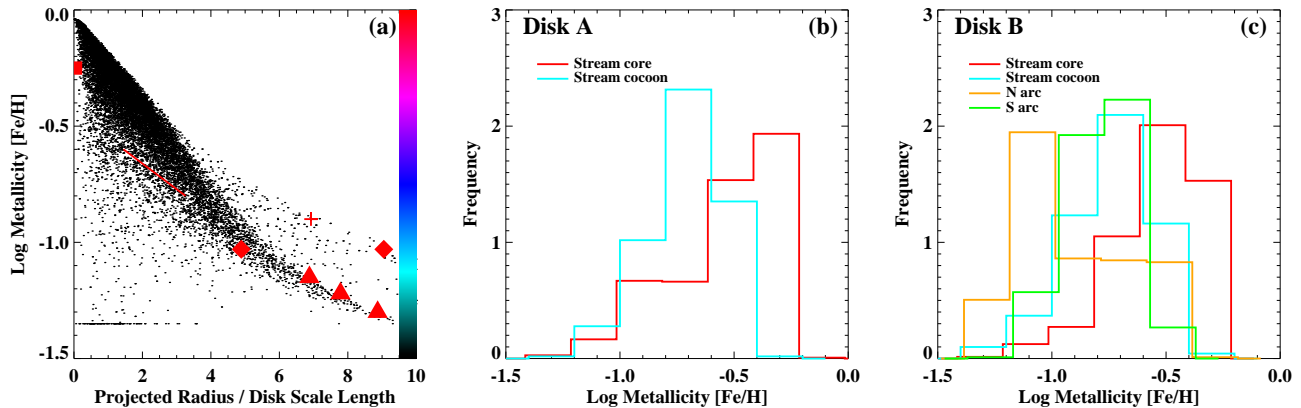 (a)
Log Metallicity [Fe/H]
0.0
-0.5
-1.0
-1.5
0 2 4 6 8 10
Projected Radius / Disk Scale Length
Disk A (b)
Stream core
Stream cocoon
Frequency
3
2
1
0
-1.5 -1.0 -0.5 0.0
Log Metallicity [Fe/H]
Disk B (c)
Stream core
Stream cocoon
N arc
S arc
Frequency
3
2
1
0
-1.5 -1.0 -0.5 0.0
Log Metallicity [Fe/H]